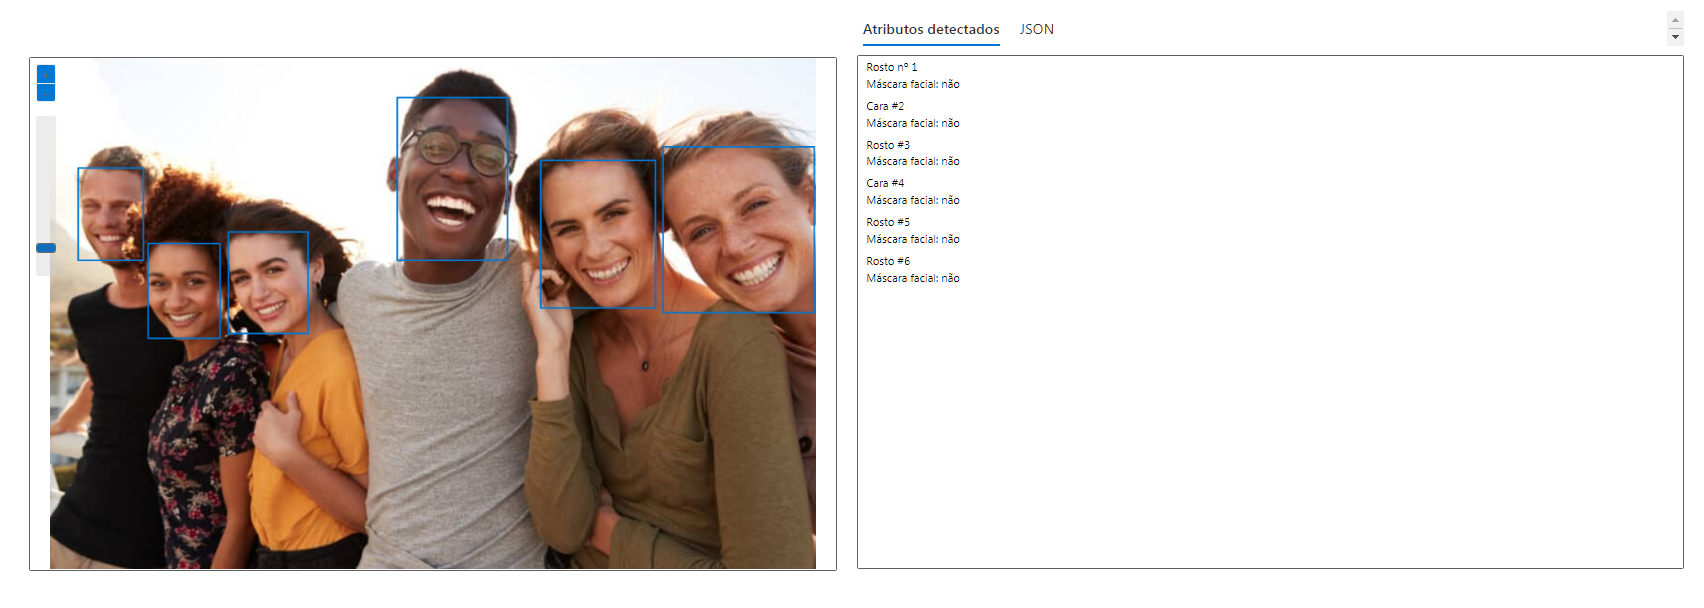 Atributos detectados JSON
Rosto nº 1
Máscara facial: não
Cara #2
Máscara facial: não
Rosto #3
Máscara facial: não
Cara #4
Máscara facial: não
Rosto #5
Máscara facial: não
Rosto #6
Máscara facial: não